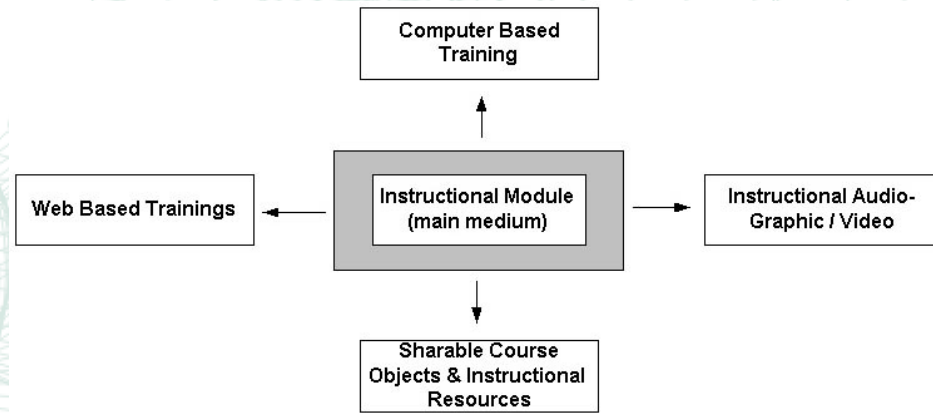 Computer Based
Training
Web Based Trainings
Instructional Module
(main medium)
Instructional Audio-
Graphic / Video
Sharable Course
Objects & Instructional
Resources